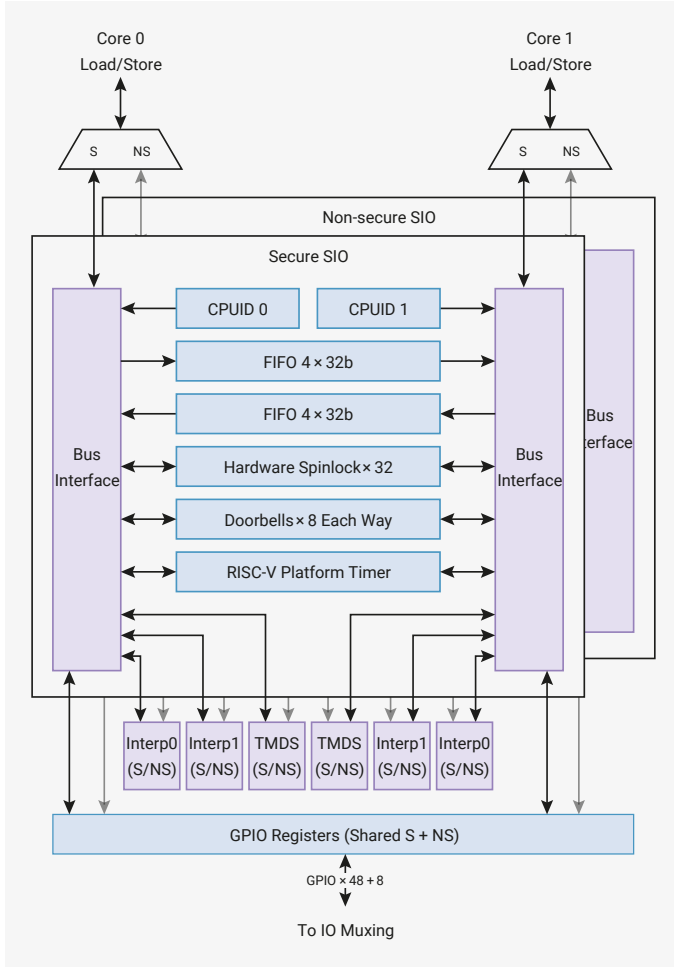 Core 0
Load/Store
Core 1
Load/Store
S NS
S NS
Non-secure SIO
Secure SIO
CPUID 0
CPUID 1
FIFO 4 × 32b
FIFO 4 × 32b
Hardware Spinlock × 32
Doorbells × 8 Each Way
RISC-V Platform Timer
Bus
Interface
Bus
Interface
Bus
terface
Interp0
(S/NS)
Interp1
(S/NS)
TMDS
(S/NS)
TMDS
(S/NS)
Interp1
(S/NS)
Interp0
(S/NS)
GPIO Registers (Shared S + NS)
GPIO × 48 + 8
To IO Muxing